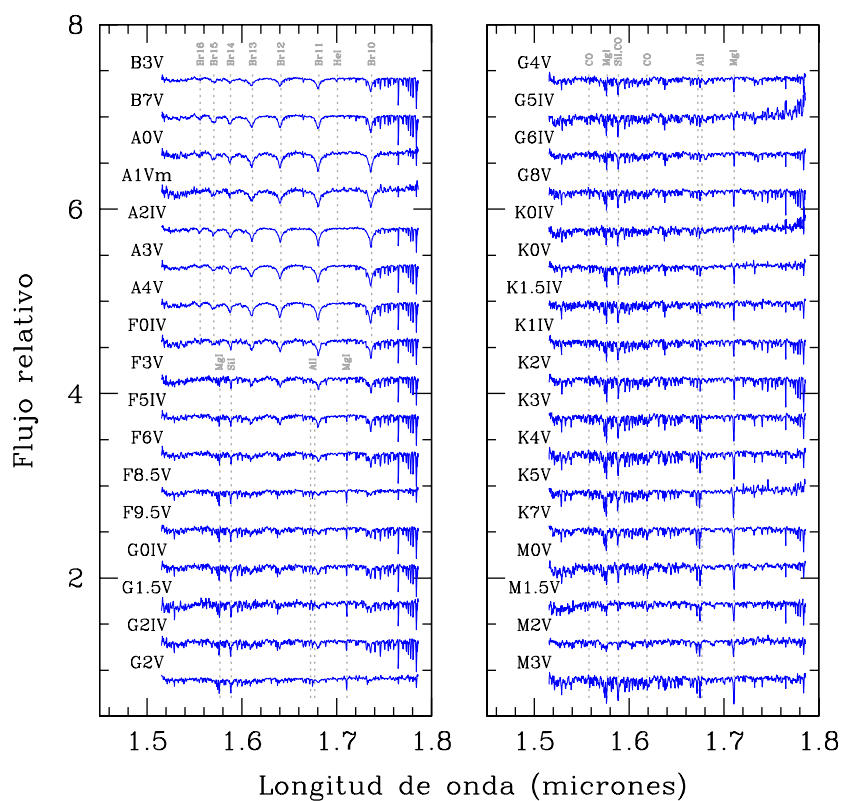 8
6
4
2
Flujo relativo
Br16 Br15 Br14 Br13 Br12 Br11 HeI Br10
B3V
B7V
A0V
A1Vm
A2IV
A3V
A4V
F0IV
MgI SiI AlI MgI
F3V
F5IV
F6V
F8.5V
F9.5V
G0IV
G1.5V
G2IV
G2V
1.5 1.6 1.7 1.8
CO MgI SiI,CO CO AlI MgI
G4V
G5IV
G6IV
G8V
K0IV
K0V
K1.5IV
K1IV
K2V
K3V
K4V
K5V
K7V
M0V
M1.5V
M2V
M3V
1.5 1.6 1.7 1.8
Longitud de onda (micrones)